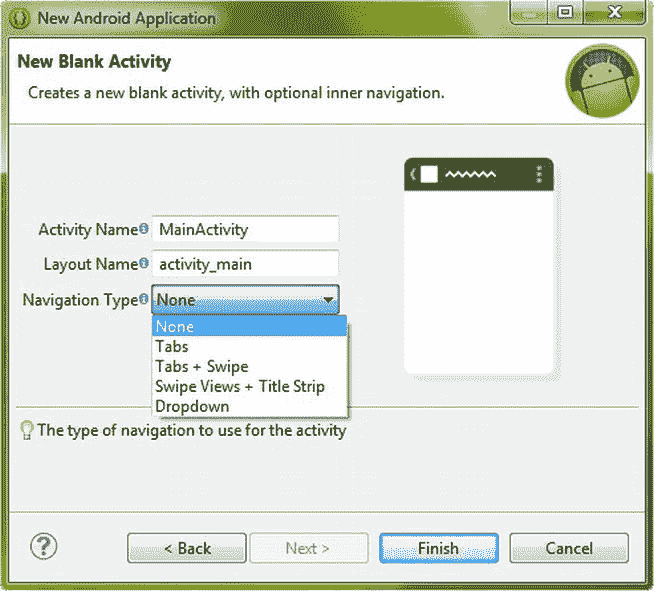 New Android Application
New Blank Activity
Creates a new blank activity, with optional inner navigation.
Activity Name MainActivity
Layout Name activity_main
Navigation Type None
None
Tabs
Tabs + Swipe
Swipe Views + Title Strip
Dropdown
The type of navigation to use for the activity
?
< Back Next > Finish Cancel